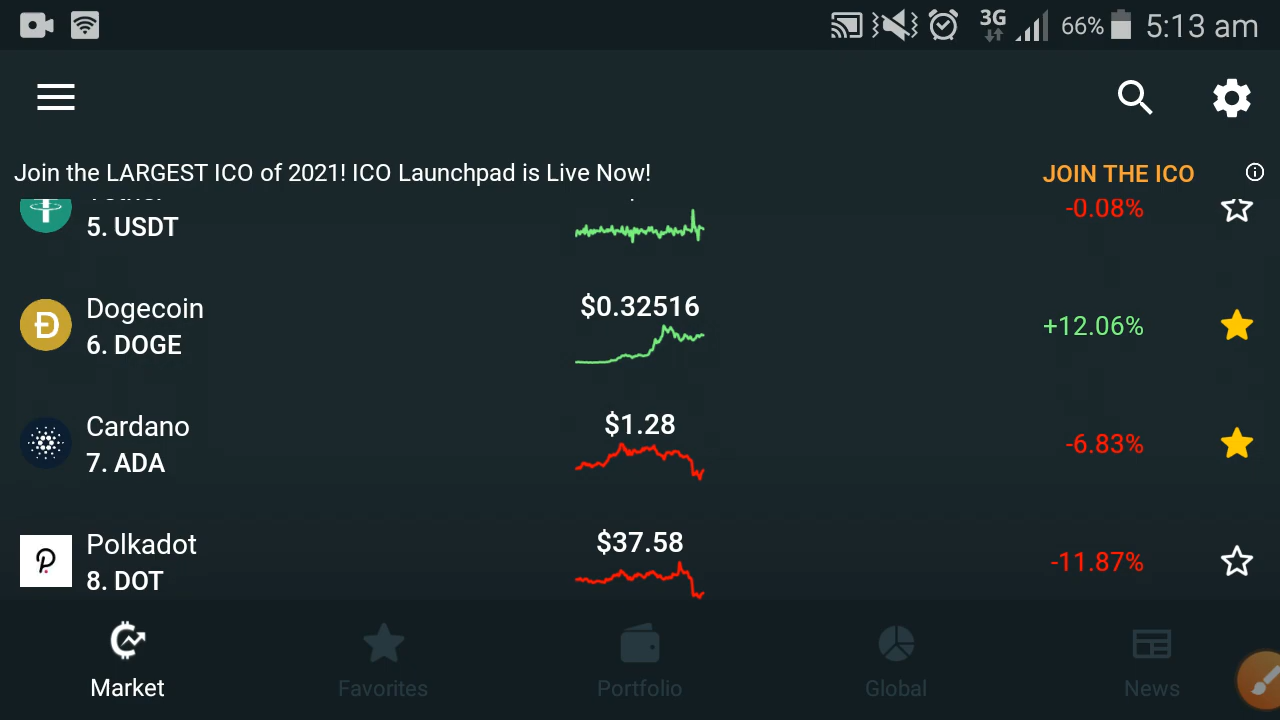 3G 66% 5:13 am
Join the LARGEST ICO of 2021! ICO Launchpad is Live Now! JOIN THE ICO
5. USDT -0.08%
Dogecoin $0.32516
6. DOGE +12.06%
Cardano $1.28
7. ADA -6.83%
Polkadot $37.58
8. DOT -11.87%
Market Favorites Portfolio Global News